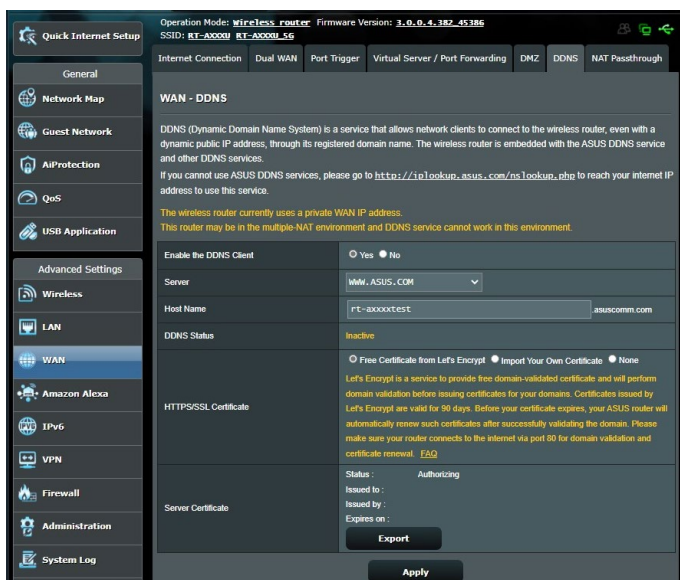 Operation Mode: Wireless router Firmware Version: 3.0.0.4.382_45386
SSID: RT-AXXXU RT-AXXXU_5G
Quick Internet Setup
General
Network Map
Guest Network
AiProtection
QoS
USB Application
Advanced Settings
Wireless
LAN
WAN
Amazon Alexa
IPv6
VPN
Firewall
Administration
System Log
Internet Connection Dual WAN Port Trigger Virtual Server / Port Forwarding DMZ DDNS NAT Passthrough
WAN - DDNS
DDNS (Dynamic Domain Name System) is a service that allows network clients to connect to the wireless router, even with a
dynamic public IP address, through its registered domain name. The wireless router is embedded with the ASUS DDNS service
and other DDNS services.
If you cannot use ASUS DDNS services, please go to http://iplookup.asus.com/nslookup.php to reach your internet IP
address to use this service.
The wireless router currently uses a private WAN IP address.
This router may be in the multiple-NAT environment and DDNS service cannot work in this environment.
Enable the DDNS Client Yes No
Server WWW.ASUS.COM
Host Name rt-axxxxtest .asuscomm.com
DDNS Status Inactive
HTTPS/SSL Certificate
Free Certificate from Let's Encrypt Import Your Own Certificate None
Let's Encrypt is a service to provide free domain-validated certificate and will perform
domain validation before issuing certificates for your domains. Certificates issued by
Let's Encrypt are valid for 90 days. Before your certificate expires, your ASUS router will
automatically renew such certificates after successfully validating the domain. Please
make sure your router connects to the internet via port 80 for domain validation and
certificate renewal. FAQ
Server Certificate
Status : Authorizing
Issued to :
Issued by :
Expires on :
Export
Apply